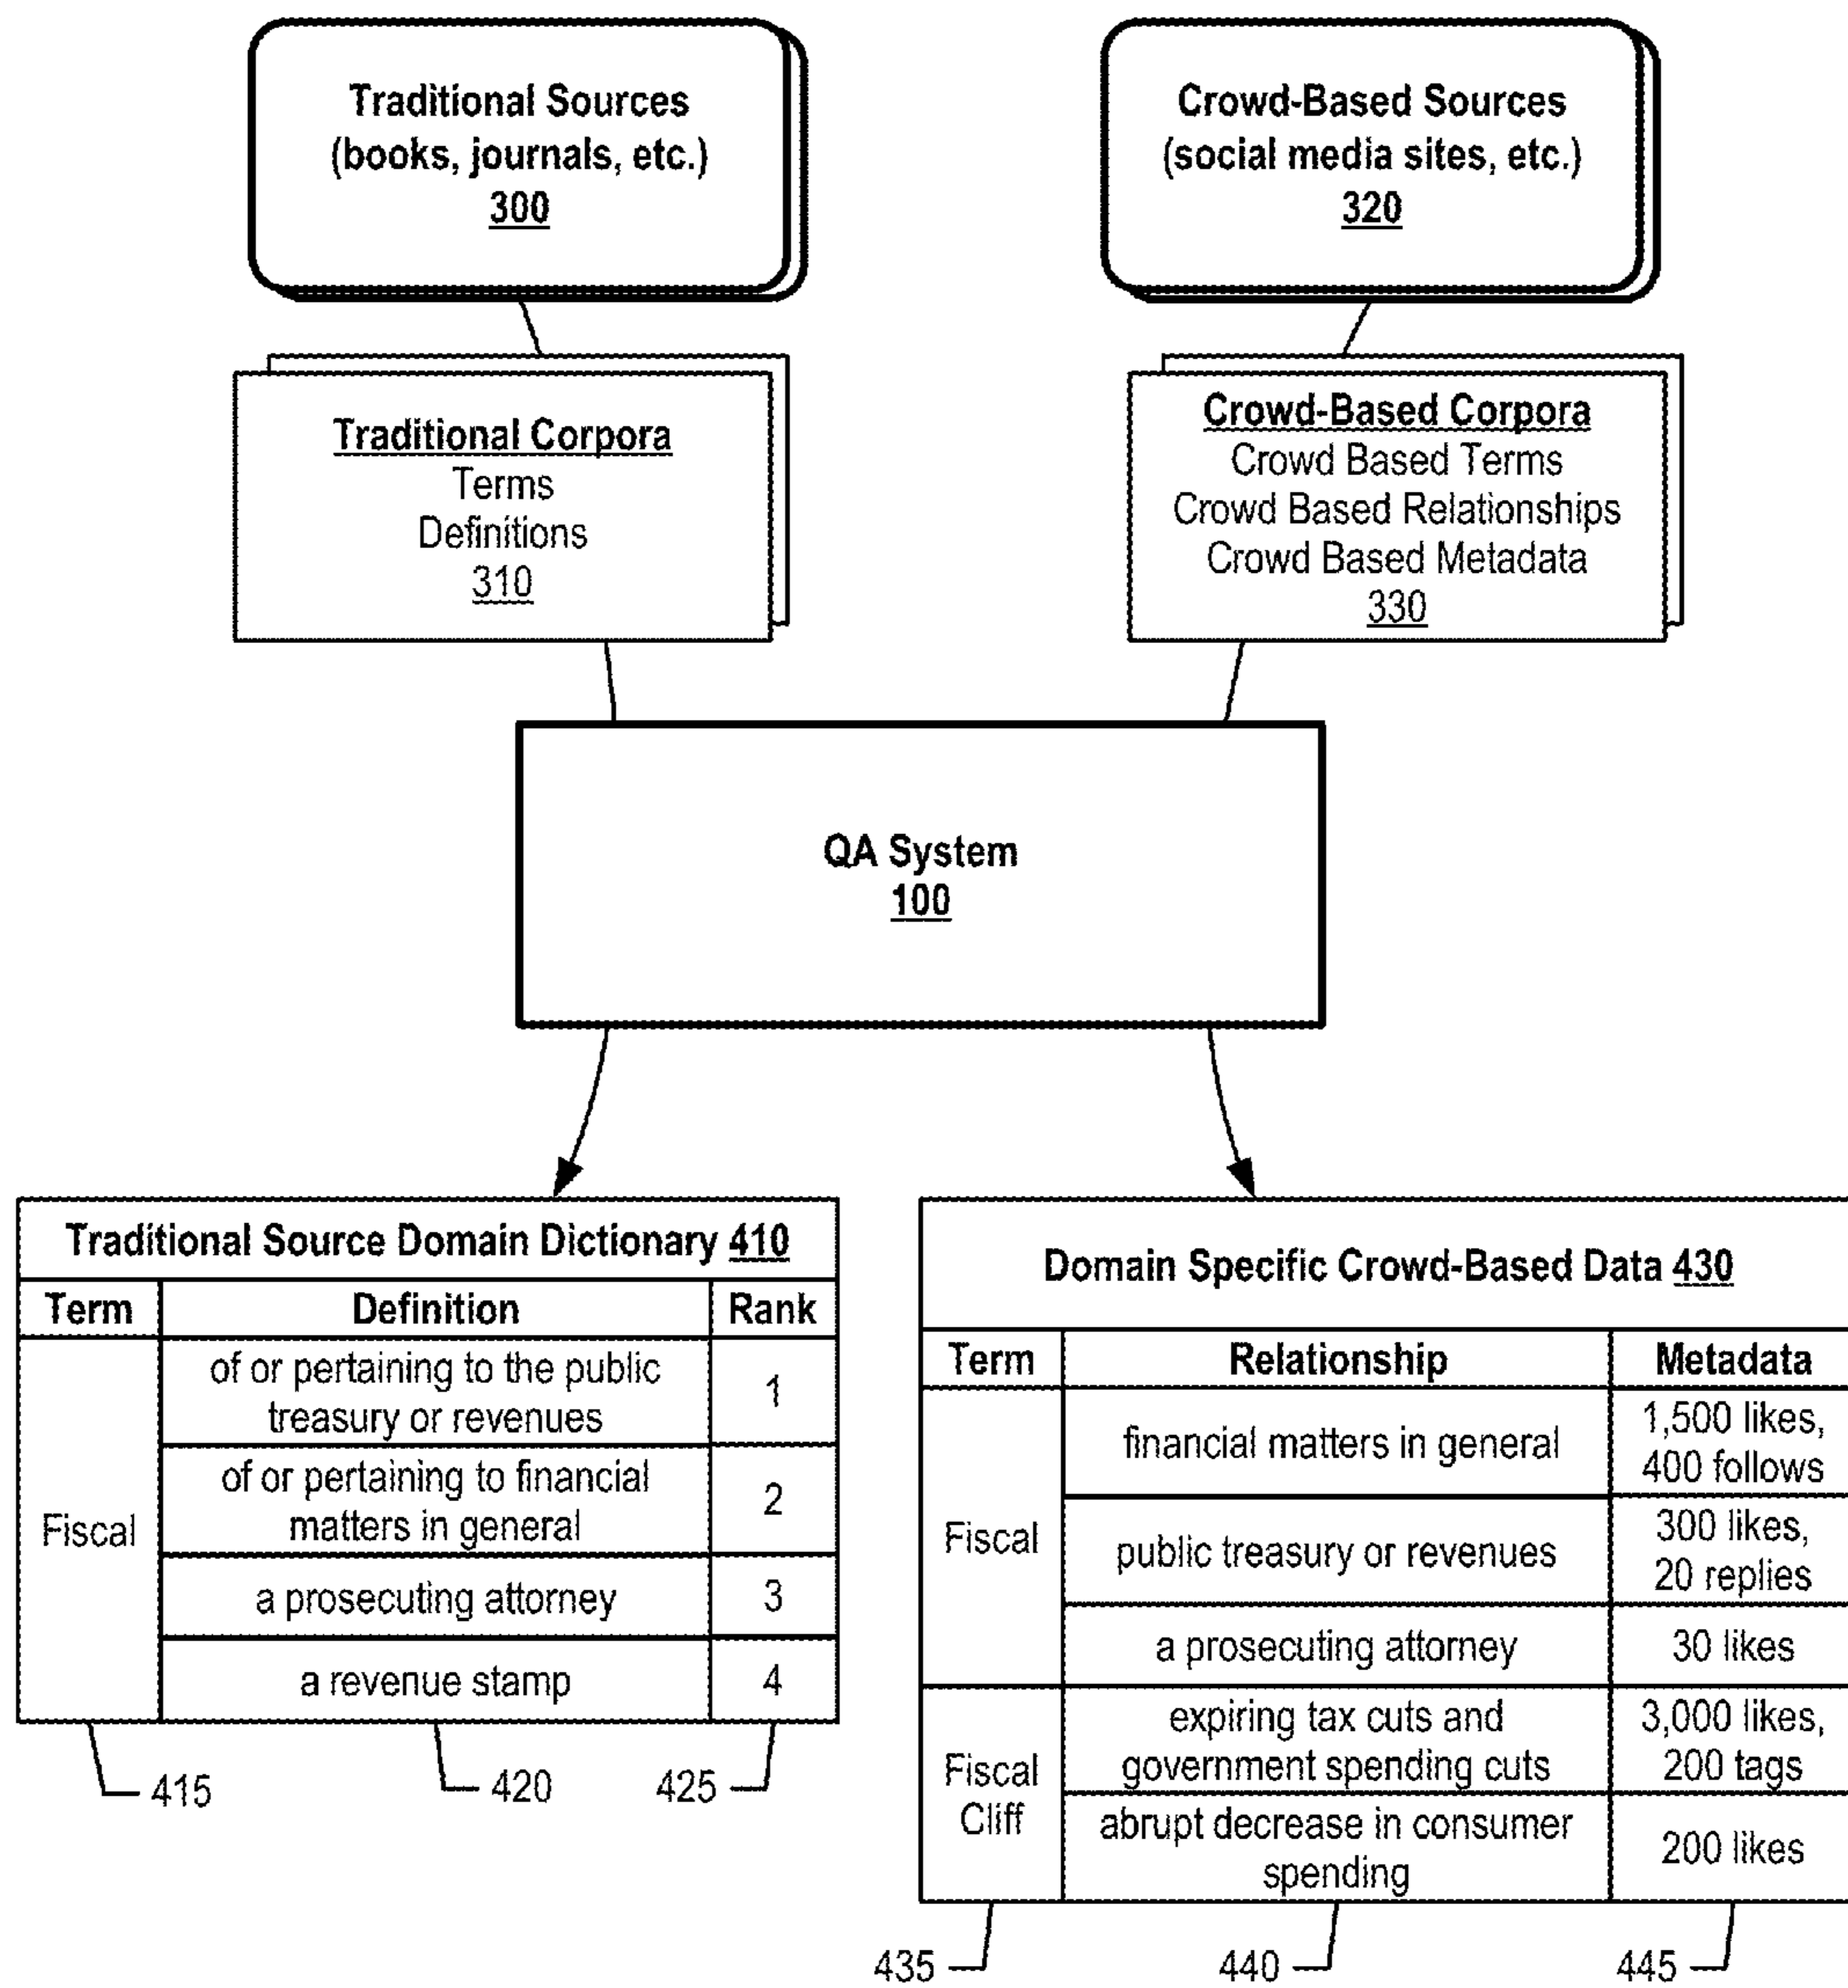 Traditional Sources
(books, journals, etc.)
300
Crowd-Based Sources
(social media sites, etc.)
320
Traditional Corpora
Terms
Definitions
310
Crowd-Based Corpora
Crowd Based Terms
Crowd Based Relationships
Crowd Based Metadata
330
QA System
100
Traditional Source Domain Dictionary 410
Term Definition Rank
Fiscal
of or pertaining to the public
treasury or revenues
1
of or pertaining to financial
matters in general
2
a prosecuting attorney 3
a revenue stamp 4
415 420 425
Domain Specific Crowd-Based Data 430
Term Relationship Metadata
Fiscal
financial matters in general
1,500 likes,
400 follows
public treasury or revenues
300 likes,
20 replies
a prosecuting attorney 30 likes
Fiscal
Cliff
expiring tax cuts and
government spending cuts
3,000 likes,
200 tags
abrupt decrease in consumer
spending
200 likes
435 440 445